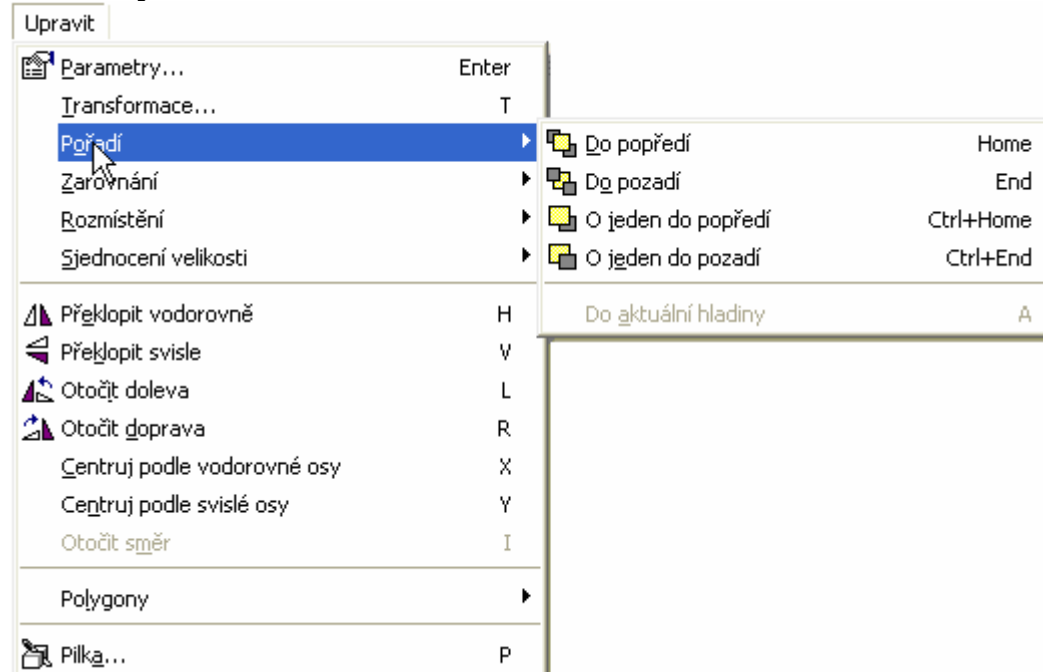 Upravit
Parametry... Enter
Transformace... T
Pořadí
Zarovnání
Rozmístění
Sjednocení velikosti
Překlopit vodorovně H
Překlopit svisle V
Otočit doleva L
Otočit doprava R
Centruj podle vodorovné osy X
Centruj podle svislé osy Y
Otočit směr I
Polygony
Pilka... P
Do popředí Home
Do pozadí End
O jeden do popředí Ctrl+Home
O jeden do pozadí Ctrl+End
Do aktuální hladiny A